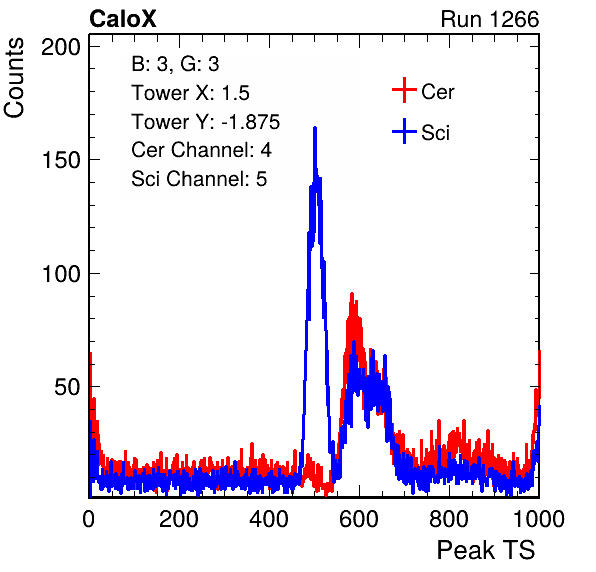 CaloX
Run 1266
Counts
200
150
100
50
B: 3, G: 3
Tower X: 1.5
Tower Y: -1.875
Cer Channel: 4
Sci Channel: 5
Cer
Sci
0 200 400 600 800 1000
Peak TS